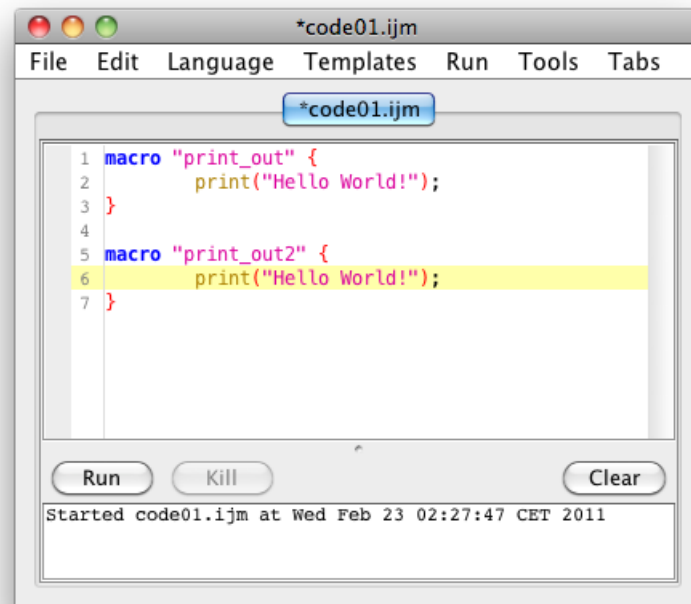 *code01.ijm
File Edit Language Templates Run Tools Tabs
*code01.ijm
1 macro "print_out" {
2 print("Hello World!");
3 }
4
5 macro "print_out2" {
6 print("Hello World!");
7 }
Run Kill Clear
Started code01.ijm at Wed Feb 23 02:27:47 CET 2011